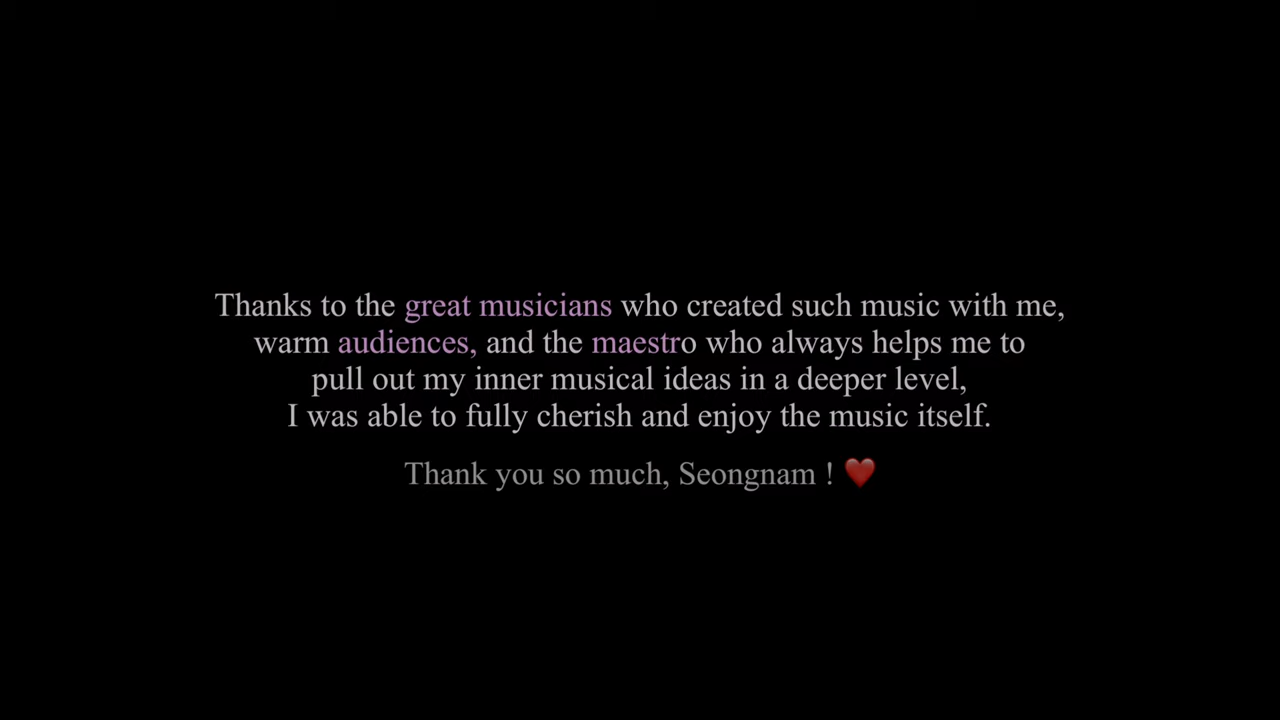 Thanks to the great musicians who created such music with me,
warm audiences, and the maestro who always helps me to
pull out my inner musical ideas in a deeper level,
I was able to fully cherish and enjoy the music itself.
Thank you so much, Seongnam ! ❤️